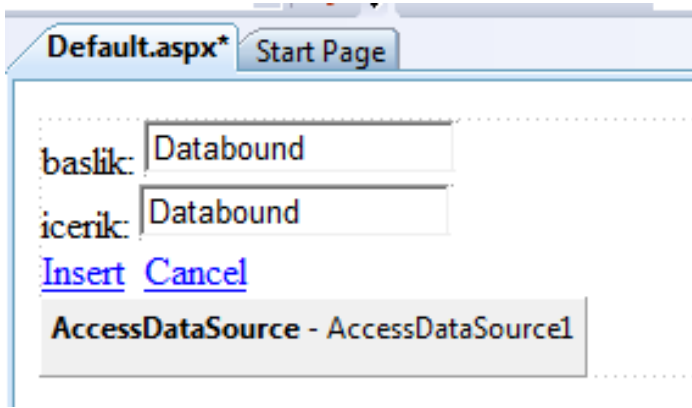 Default.aspx* Start Page
baslik: Databound
icerik: Databound
Insert Cancel
AccessDataSource - AccessDataSource1